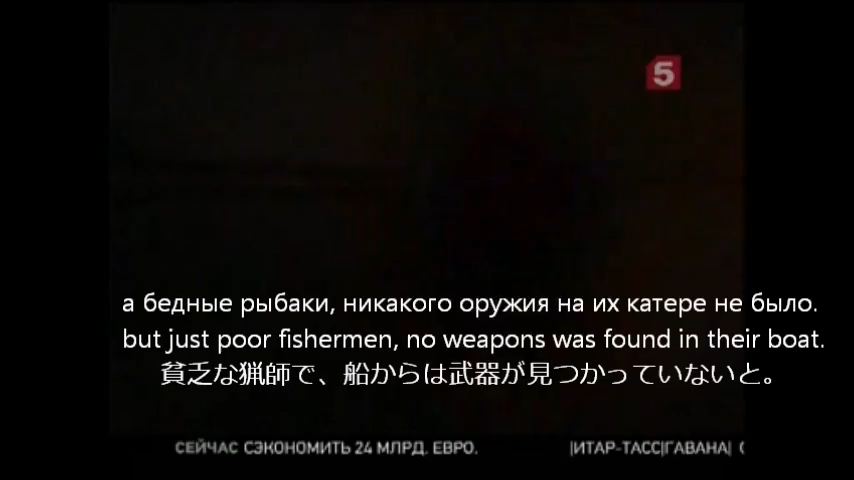 5
а бедные рыбаки, никакого оружия на их катере не было.
but just poor fishermen, no weapons was found in their boat.
貧乏な猟師で、船からは武器が見つかっていないと。
СЕЙЧАС СЭКОНОМИТЬ 24 МЛРД. ЕВРО. |ИТАР-ТАСС|ГАВАНА|